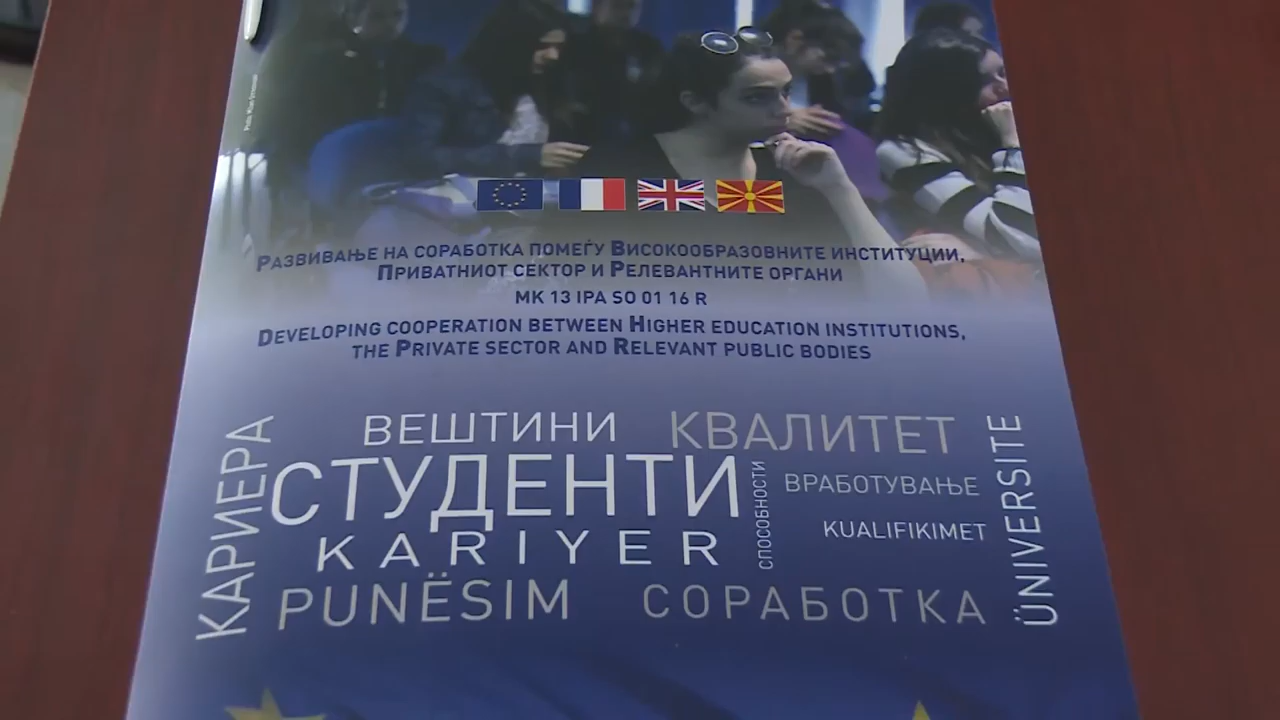 РАЗВИВАЊЕ НА СОРАБОТКА ПОМЕЃУ ВИСОКООБРАЗОВНИТЕ ИНСТИТУЦИИ,
ПРИВАТНИОТ СЕКТОР И РЕЛЕВАНТНИТЕ ОРГАНИ
MK 13 IPA SO 01 16 R
DEVELOPING COOPERATION BETWEEN HIGHER EDUCATION INSTITUTIONS,
THE PRIVATE SECTOR AND RELEVANT PUBLIC BODIES
КАРИЕРА
ВЕШТИНИ
КВАЛИТЕТ
СТУДЕНТИ
СПОСОБНОСТИ
ВРАБОТУВАЊЕ
ÜNIVERSITE
KUALIFIKIMET
KARIYER
PUNËSIM
СОРАБОТКА